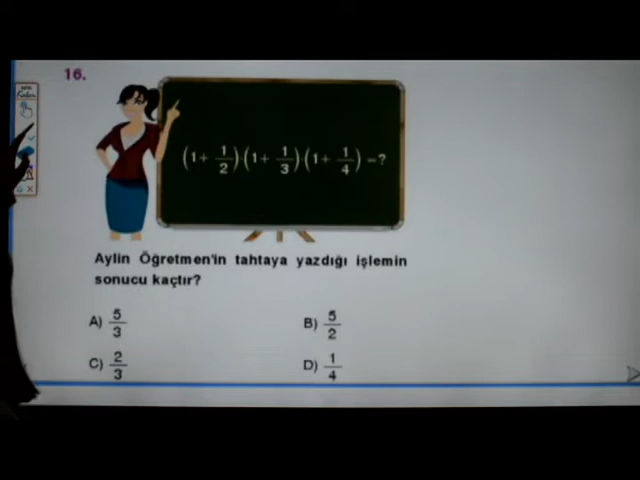 16.
(1+ 1/2)(1+ 1/3)(1+ 1/4) =?
Aylin Öğretmen'in tahtaya yazdığı işlemin
sonucu kaçtır?
A) 5/3
B) 5/2
C) 2/3
D) 1/4